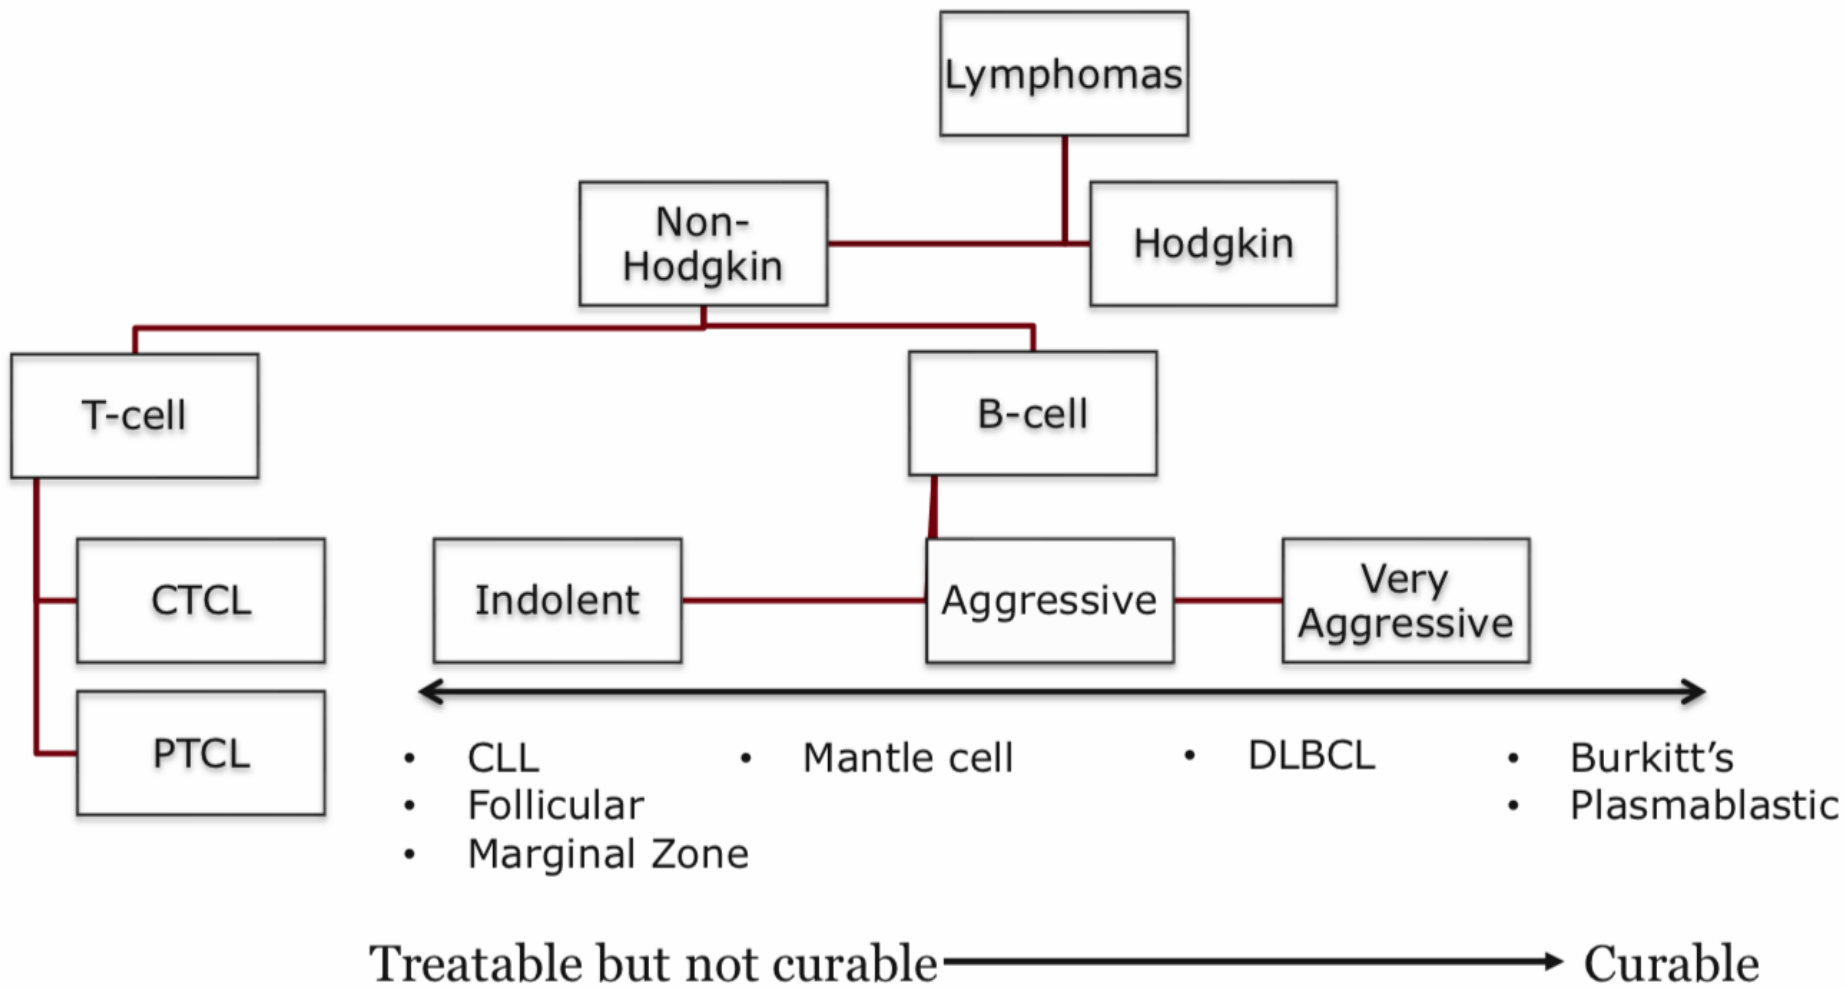 Lymphomas
Non-
Hodgkin
Hodgkin
T-cell
B-cell
CTCL
Indolent
Aggressive
Very
Aggressive
PTCL
• CLL
• Follicular
• Marginal Zone
• Mantle cell
• DLBCL
• Burkitt’s
• Plasmablastic
Treatable but not curable
Curable